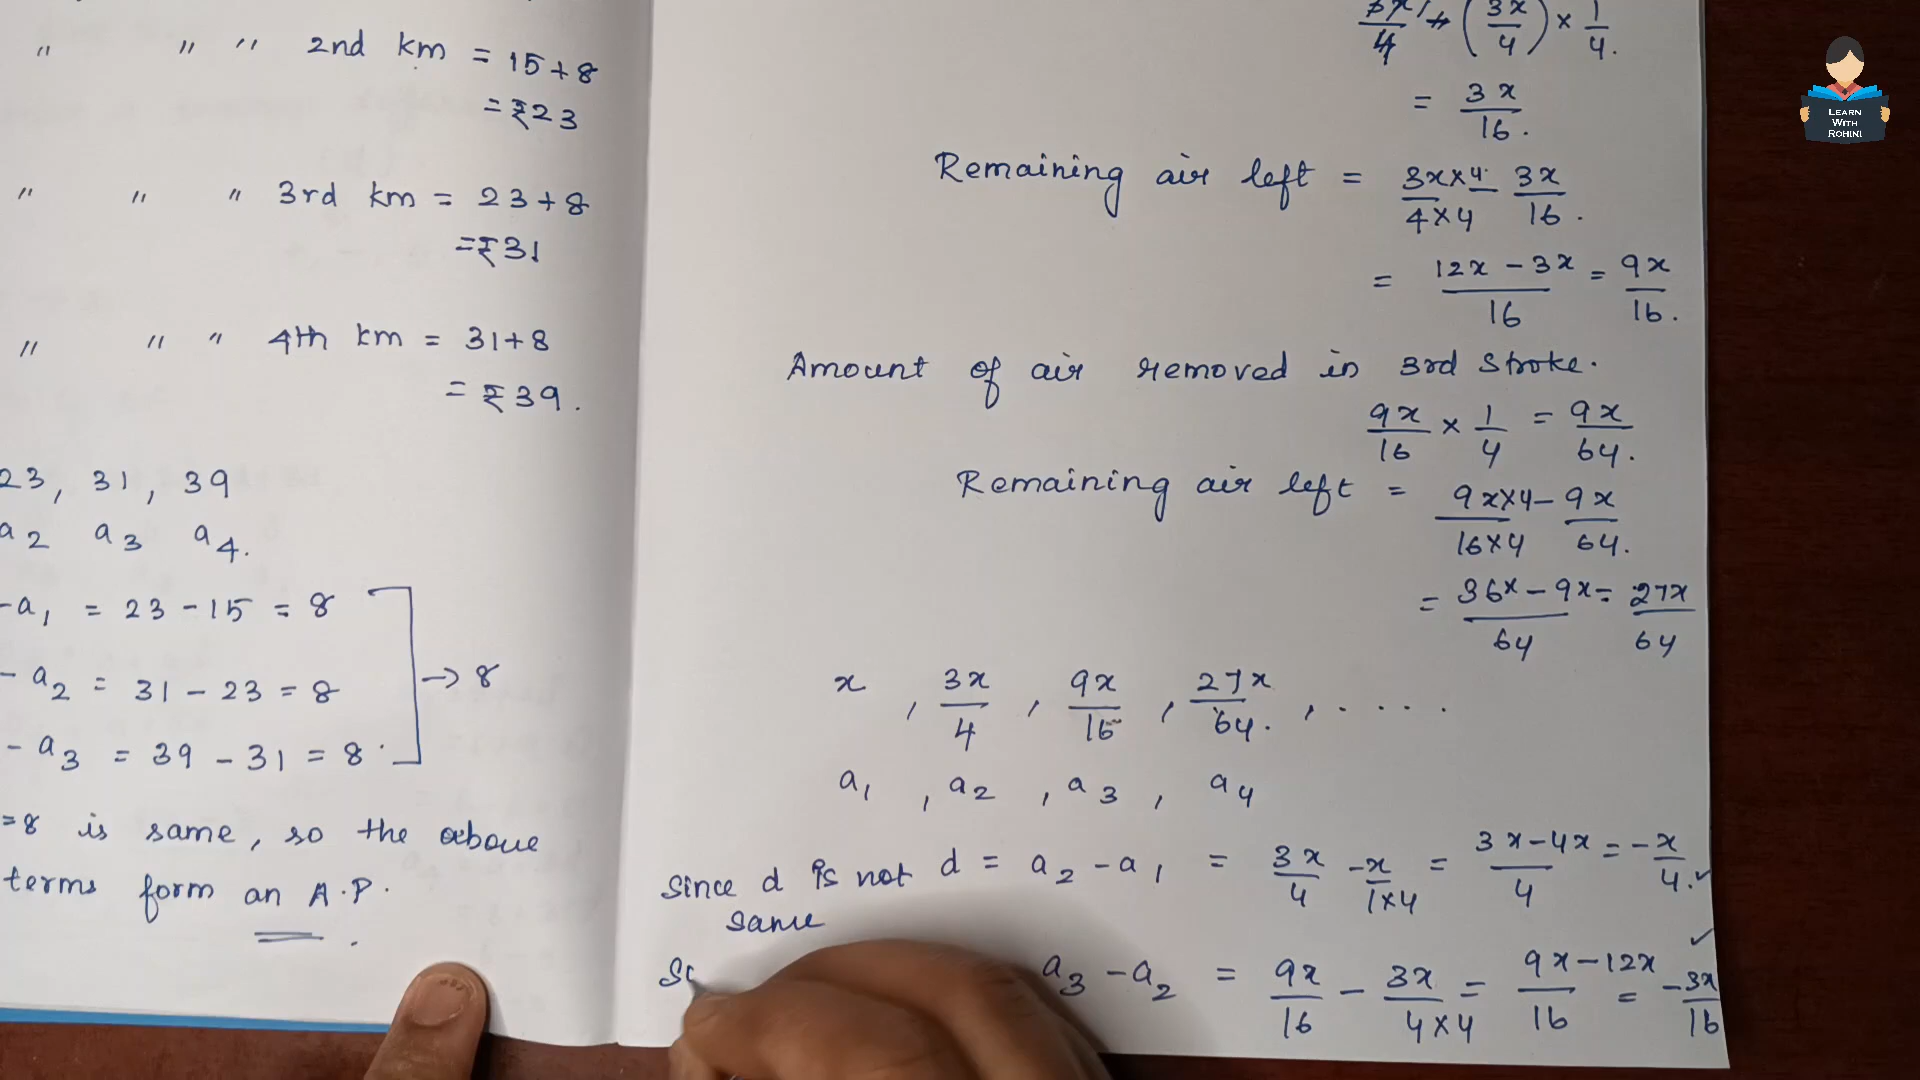 〃 〃 〃 2nd km = 15+8
= ₹23
〃 〃 〃 3rd km = 23+8
= ₹31
〃 〃 〃 4th km = 31+8
= ₹39.
23, 31, 39
a2 a3 a4.
-a1 = 23 - 15 = 8
- a2 = 31 - 23 = 8
- a3 = 39 - 31 = 8.
→ 8
=8 is same, so the above
terms form an A.P.
(3x/4) × 1/4.
= 3x/16.
Remaining air left = 3x×4/4×4 - 3x/16.
= 12x - 3x/16 = 9x/16.
Amount of air removed in 3rd stroke.
9x/16 × 1/4 = 9x/64.
Remaining air left = 9x×4/16×4 - 9x/64.
= 36x - 9x/64 = 27x/64
x, 3x/4, 9x/16, 27x/64., ....
a1, a2, a3, a4
Since d is not d = a2 - a1 = 3x/4 - x/1×4 = 3x-4x/4 = -x/4. ✓
same
a3 - a2 = 9x/16 - 3x/4×4 = 9x-12x/16 = -3x/16 ✓
LEARN
WITH
ROHINI